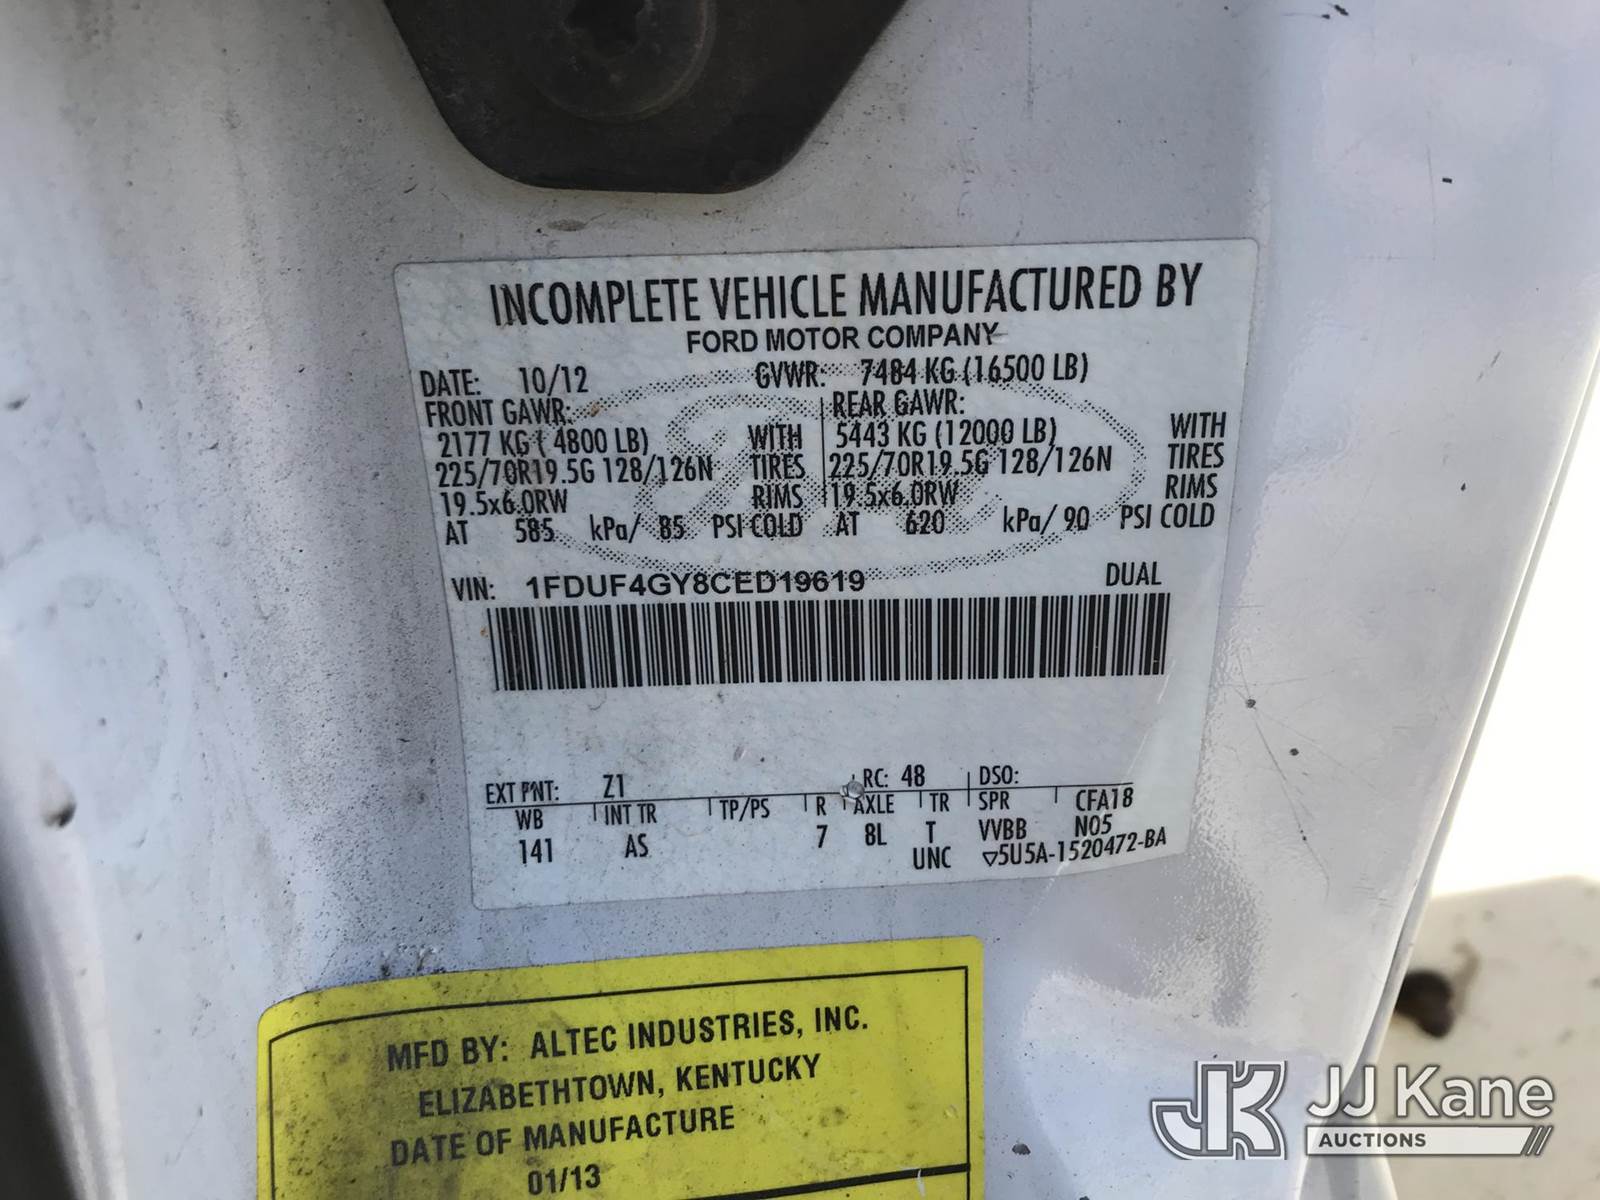 INCOMPLETE VEHICLE MANUFACTURED BY
FORD MOTOR COMPANY
DATE: 10/12 GVWR: 7484 KG (16500 LB)
FRONT GAWR: REAR GAWR:
2177 KG ( 4800 LB) WITH 5443 KG (12000 LB) WITH
225/70R19.5G 128/126N TIRES 225/70R19.5G 128/126N TIRES
19.5x6.0RW RIMS 19.5x6.0RW RIMS
AT 585 kPa/ 85 PSI COLD AT 620 kPa/ 90 PSI COLD
VIN: 1FDUF4GY8CED19619 DUAL
EXT PNT: Z1 RC: 48 DSO:
WB INT TR TP/PS R AXLE TR SPR CFA18
141 AS 7 8L T VVBB N05
UNC ▽5U5A-1520472-BA
MFD BY: ALTEC INDUSTRIES, INC.
ELIZABETHTOWN, KENTUCKY
DATE OF MANUFACTURE
01/13
JK JJ Kane
AUCTIONS